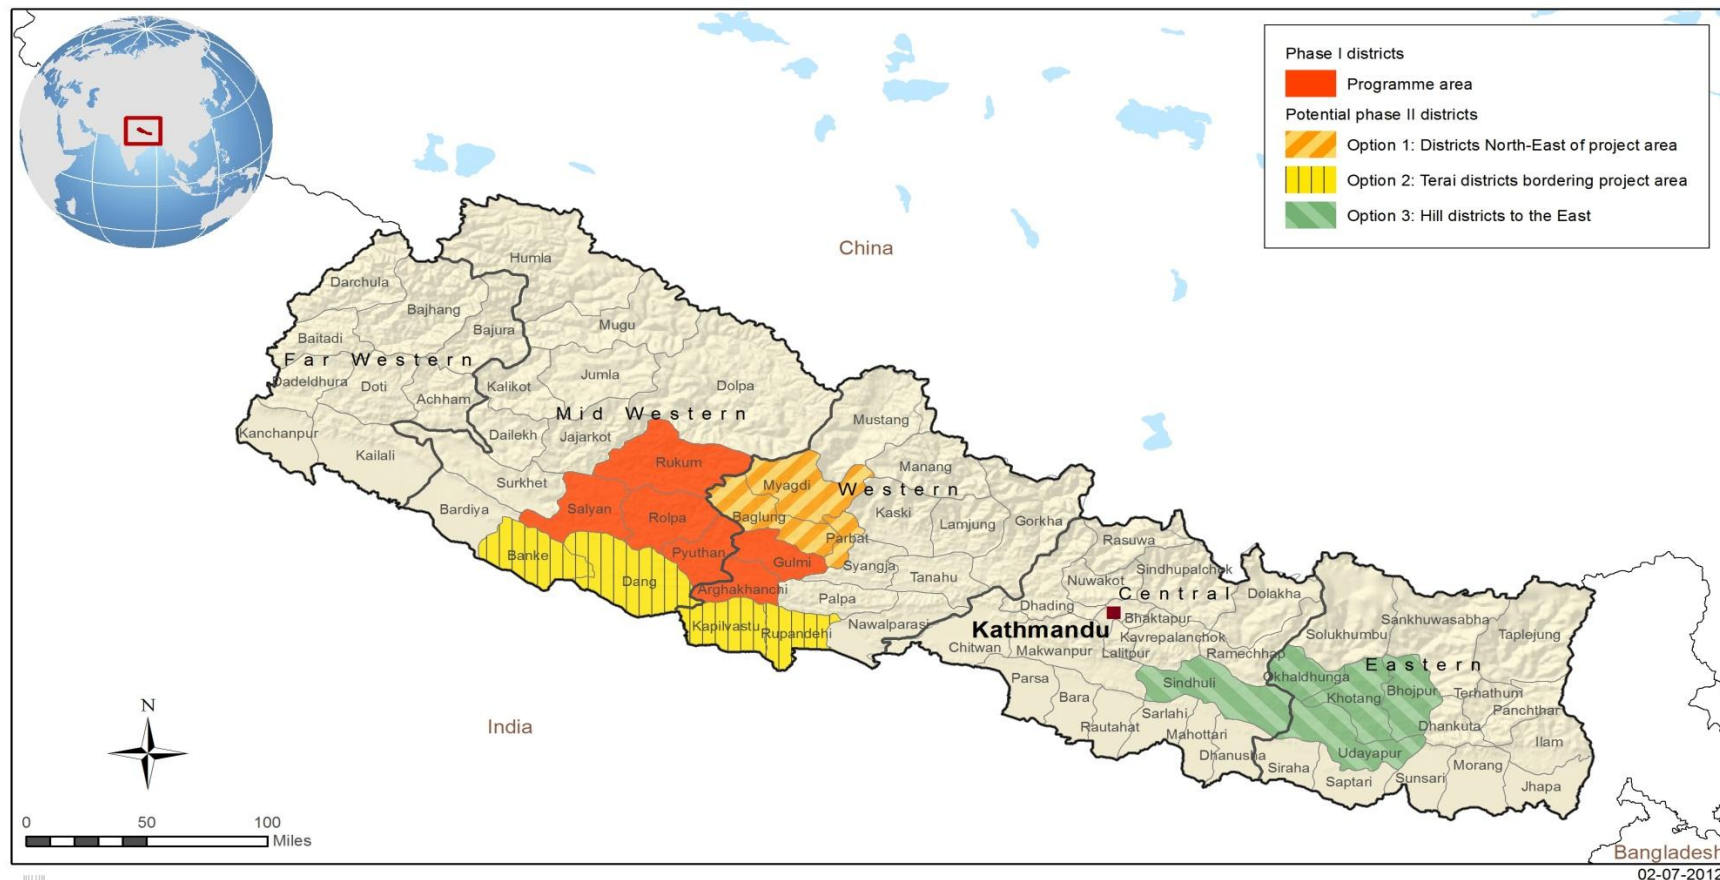 Phase I districts
Programme area
Potential phase II districts
Option 1: Districts North-East of project area
Option 2: Terai districts bordering project area
Option 3: Hill districts to the East
China
Humla
Darchula
Bajhang
Bajura
Mugu
Baitadi
Far Western
Dadeldhura
Doti
Achham
Kalikot
Jumla
Dolpa
Mid Western
Mustang
Kanchanpur
Kailali
Dailekh
Jajarkot
Rukum
Manang
Surkhet
Myagdi
Western
Bardiya
Salyan
Rolpa
Baglung
Kaski
Lamjung
Gorkha
Parbat
Rasuwa
Banke
Dang
Pyuthan
Gulmi
Syangja
Tanahu
Sindhupalchok
Nuwakot
Arghakhanchi
Palpa
Dhading
Central
Dolakha
Kapilvastu
Rupandehi
Nawalparasi
Kathmandu
Bhaktapur
Kavrepalanchok
Chitwan
Makwanpur
Lalitpur
Ramechhap
Solukhumbu
Sankhuwasabha
Taplejung
Eastern
Parsa
Bara
Sindhuli
Okhaldhunga
Khotang
Bhojpur
Terhathum
Panchthar
Rautahat
Sarlahi
Mahottari
Dhanusha
Siraha
Saptari
Udayapur
Dhankuta
Ilam
Sunsari
Morang
Jhapa
India
N
0 50 100
Miles
Bangladesh
02-07-2012